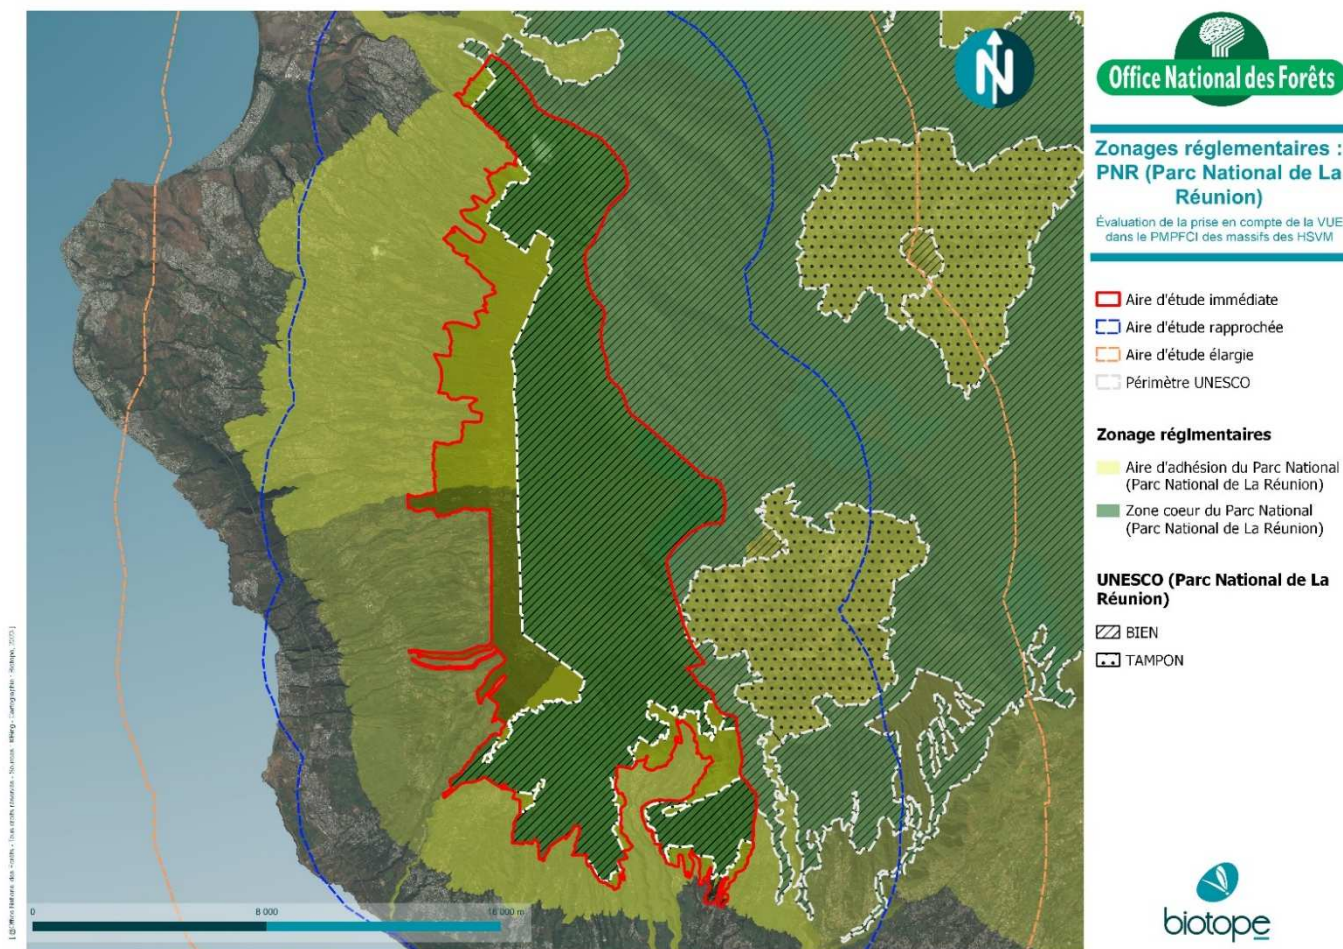 N
Office National des Forêts
Zonages réglementaires :
PNR (Parc National de La
Réunion)
Évaluation de la prise en compte de la VUE
dans le PMPFCI des massifs des HSVM
Aire d'étude immédiate
Aire d'étude rapprochée
Aire d'étude élargie
Périmètre UNESCO
Zonage réglmentaires
Aire d'adhésion du Parc National
(Parc National de La Réunion)
Zone coeur du Parc National
(Parc National de La Réunion)
UNESCO (Parc National de La
Réunion)
BIEN
TAMPON
biotope
0
8 000
16 000 m